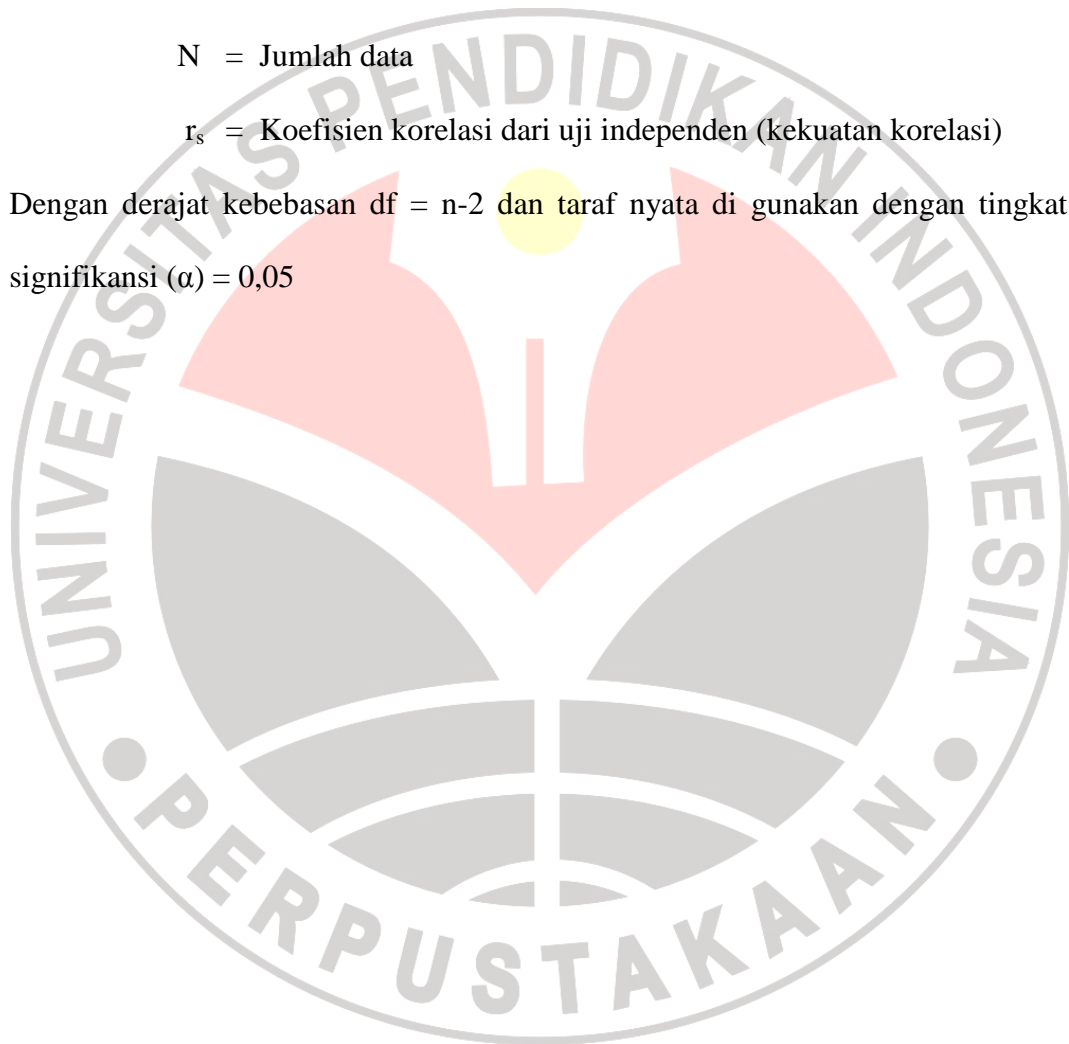 N = Jumlah data
rₛ = Koefisien korelasi dari uji independen (kekuatan korelasi)
Dengan derajat kebebasan df = n-2 dan taraf nyata di gunakan dengan tingkat
signifikansi (α) = 0,05
UNIVERSITAS PENDIDIKAN INDONESIA
PERPUSTAKAAN